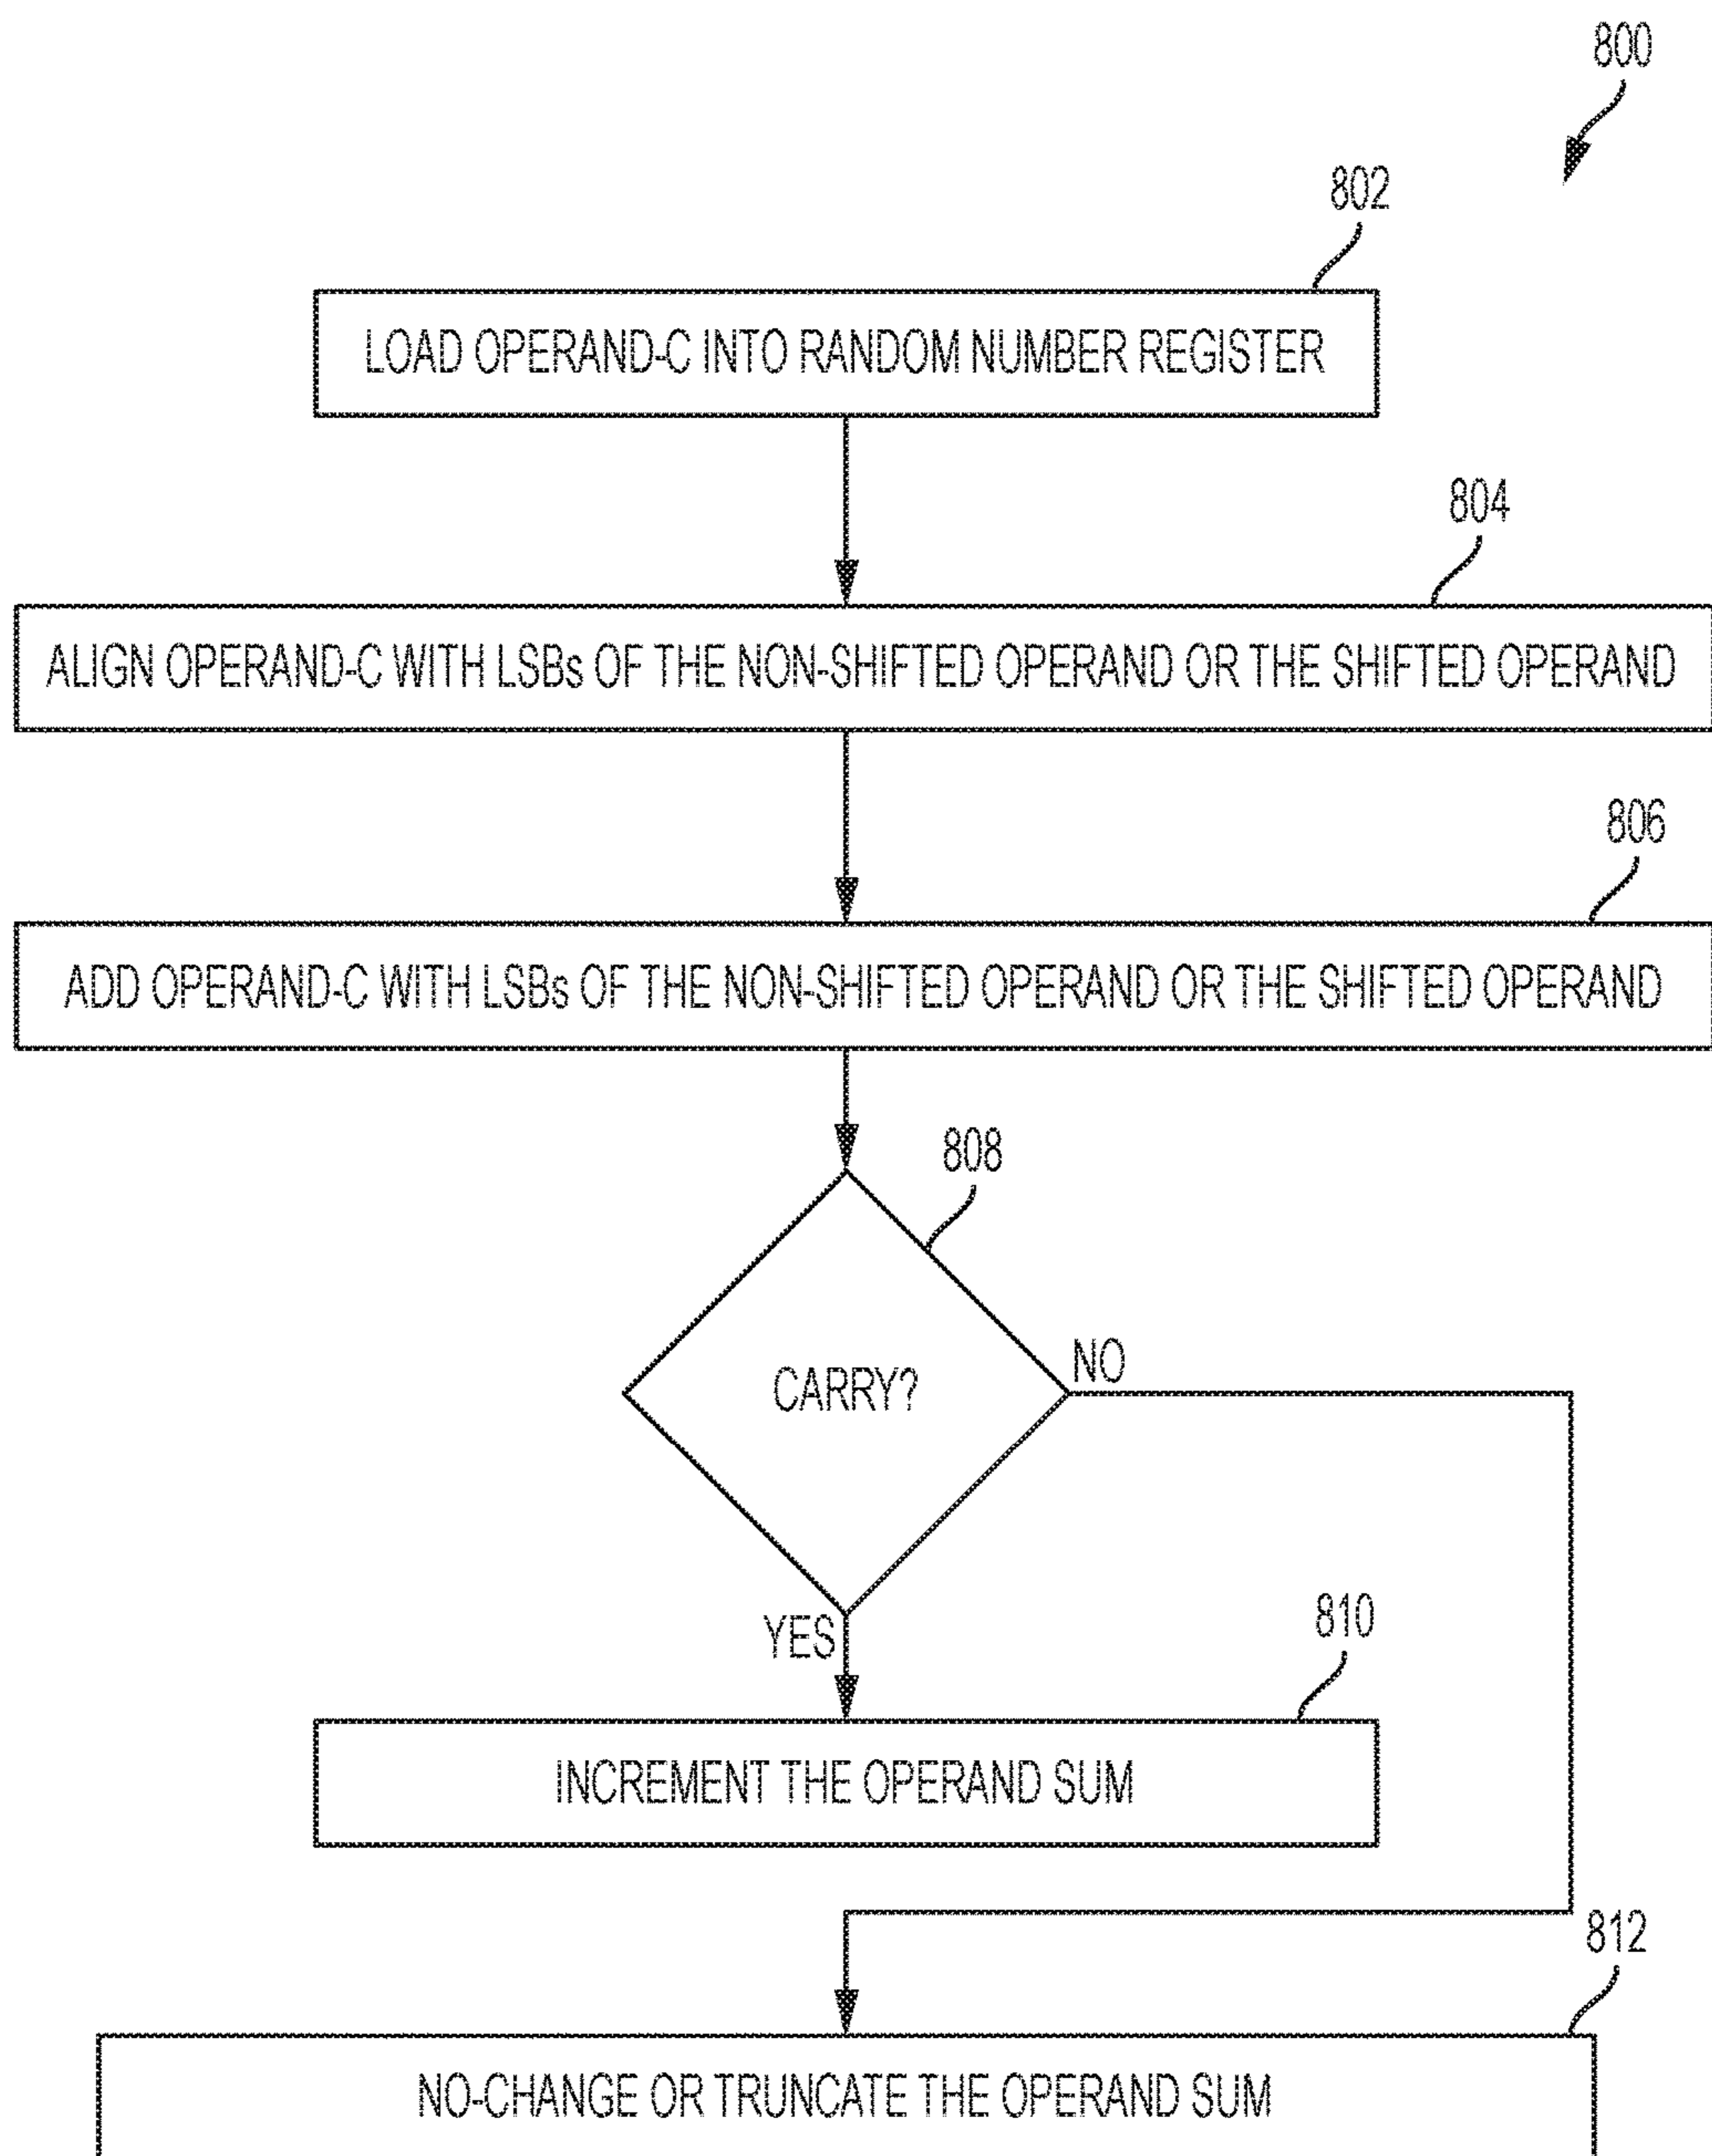 800
802
LOAD OPERAND-C INTO RANDOM NUMBER REGISTER
804
ALIGN OPERAND-C WITH LSBs OF THE NON-SHIFTED OPERAND OR THE SHIFTED OPERAND
806
ADD OPERAND-C WITH LSBs OF THE NON-SHIFTED OPERAND OR THE SHIFTED OPERAND
808
CARRY?
NO
YES
810
INCREMENT THE OPERAND SUM
812
NO-CHANGE OR TRUNCATE THE OPERAND SUM